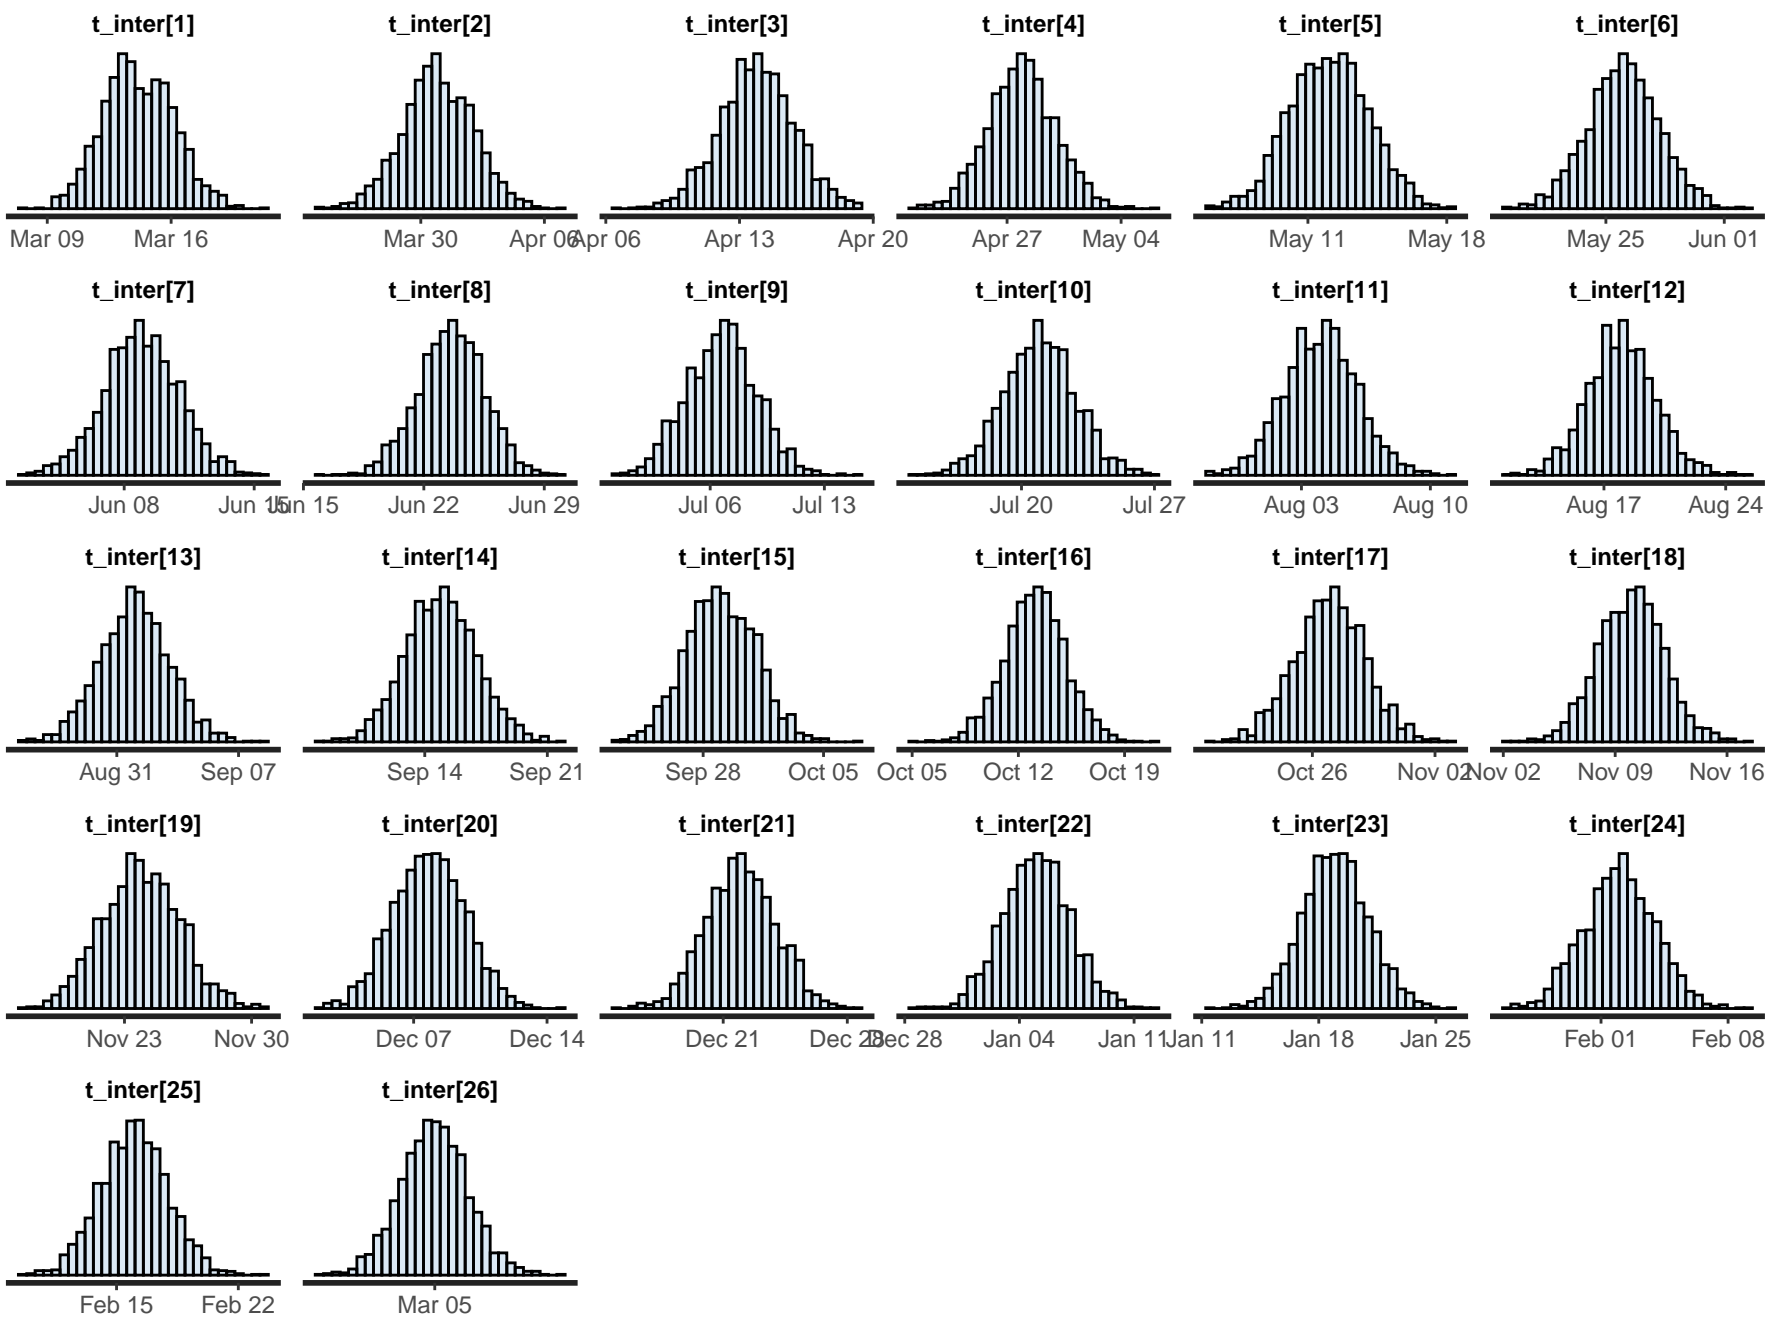 t_inter[1] t_inter[2] t_inter[3] t_inter[4] t_inter[5] t_inter[6]
Mar 09 Mar 16 Mar 30 Apr 06 Apr 06 Apr 13 Apr 20 Apr 27 May 04 May 11 May 18 May 25 Jun 01
t_inter[7] t_inter[8] t_inter[9] t_inter[10] t_inter[11] t_inter[12]
Jun 08 Jun 15 Jun 15 Jun 22 Jun 29 Jul 06 Jul 13 Jul 20 Jul 27 Aug 03 Aug 10 Aug 17 Aug 24
t_inter[13] t_inter[14] t_inter[15] t_inter[16] t_inter[17] t_inter[18]
Aug 31 Sep 07 Sep 14 Sep 21 Sep 28 Oct 05 Oct 05 Oct 12 Oct 19 Oct 26 Nov 02 Nov 02 Nov 09 Nov 16
t_inter[19] t_inter[20] t_inter[21] t_inter[22] t_inter[23] t_inter[24]
Nov 23 Nov 30 Dec 07 Dec 14 Dec 21 Dec 28 Dec 28 Jan 04 Jan 11 Jan 11 Jan 18 Jan 25 Feb 01 Feb 08
t_inter[25] t_inter[26]
Feb 15 Feb 22 Mar 05